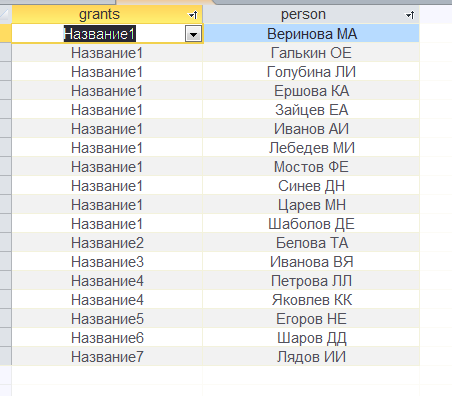 grants person
Название1 Веринова МА
Название1 Галькин ОЕ
Название1 Голубина ЛИ
Название1 Ершова КА
Название1 Зайцев ЕА
Название1 Иванов АИ
Название1 Лебедев МИ
Название1 Мостов ФЕ
Название1 Синев ДН
Название1 Царев МН
Название1 Шаболов ДЕ
Название2 Белова ТА
Название3 Иванова ВЯ
Название4 Петрова ЛЛ
Название4 Яковлев КК
Название5 Егоров НЕ
Название6 Шаров ДД
Название7 Лядов ИИ